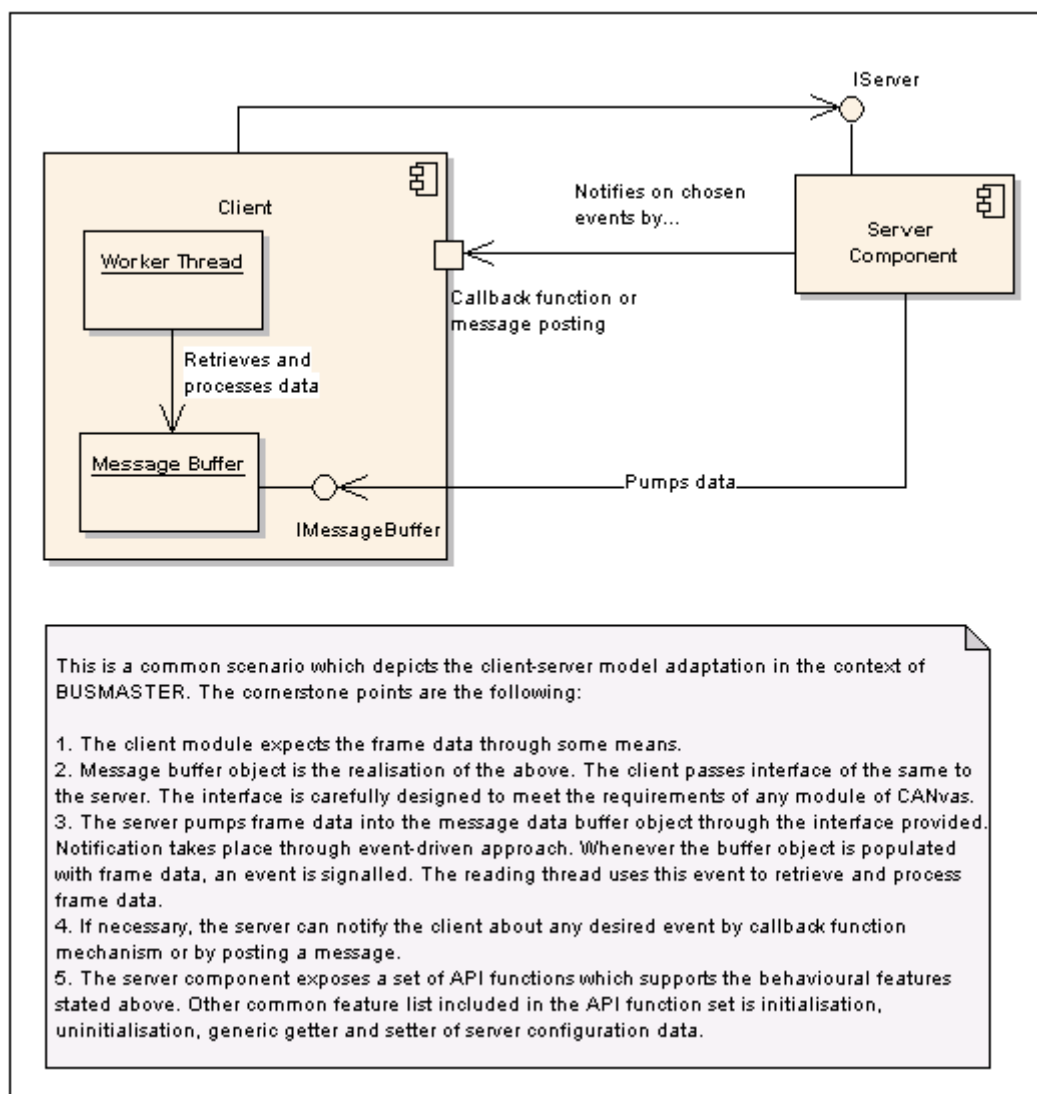 IServer
Client
Worker Thread
Notifies on chosen
events by...
Server
Component
Callback function or
message posting
Retrieves and
processes data
Message Buffer
Pumps data
IMessageBuffer
This is a common scenario which depicts the client-server model adaptation in the context of
BUSMASTER. The cornerstone points are the following:
1. The client module expects the frame data through some means.
2. Message buffer object is the realisation of the above. The client passes interface of the same to
the server. The interface is carefully designed to meet the requirements of any module of CANvas.
3. The server pumps frame data into the message data buffer object through the interface provided.
Notification takes place through event-driven approach. Whenever the buffer object is populated
with frame data, an event is signalled. The reading thread uses this event to retrieve and process
frame data.
4. If necessary, the server can notify the client about any desired event by callback function
mechanism or by posting a message.
5. The server component exposes a set of API functions which supports the behavioural features
stated above. Other common feature list included in the API function set is initialisation,
uninitialisation, generic getter and setter of server configuration data.